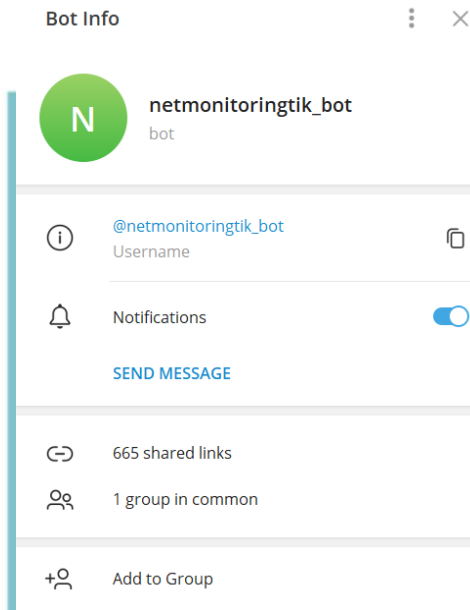 Bot Info
N
netmonitoringtik_bot
bot
@netmonitoringtik_bot
Username
Notifications
SEND MESSAGE
665 shared links
1 group in common
Add to Group